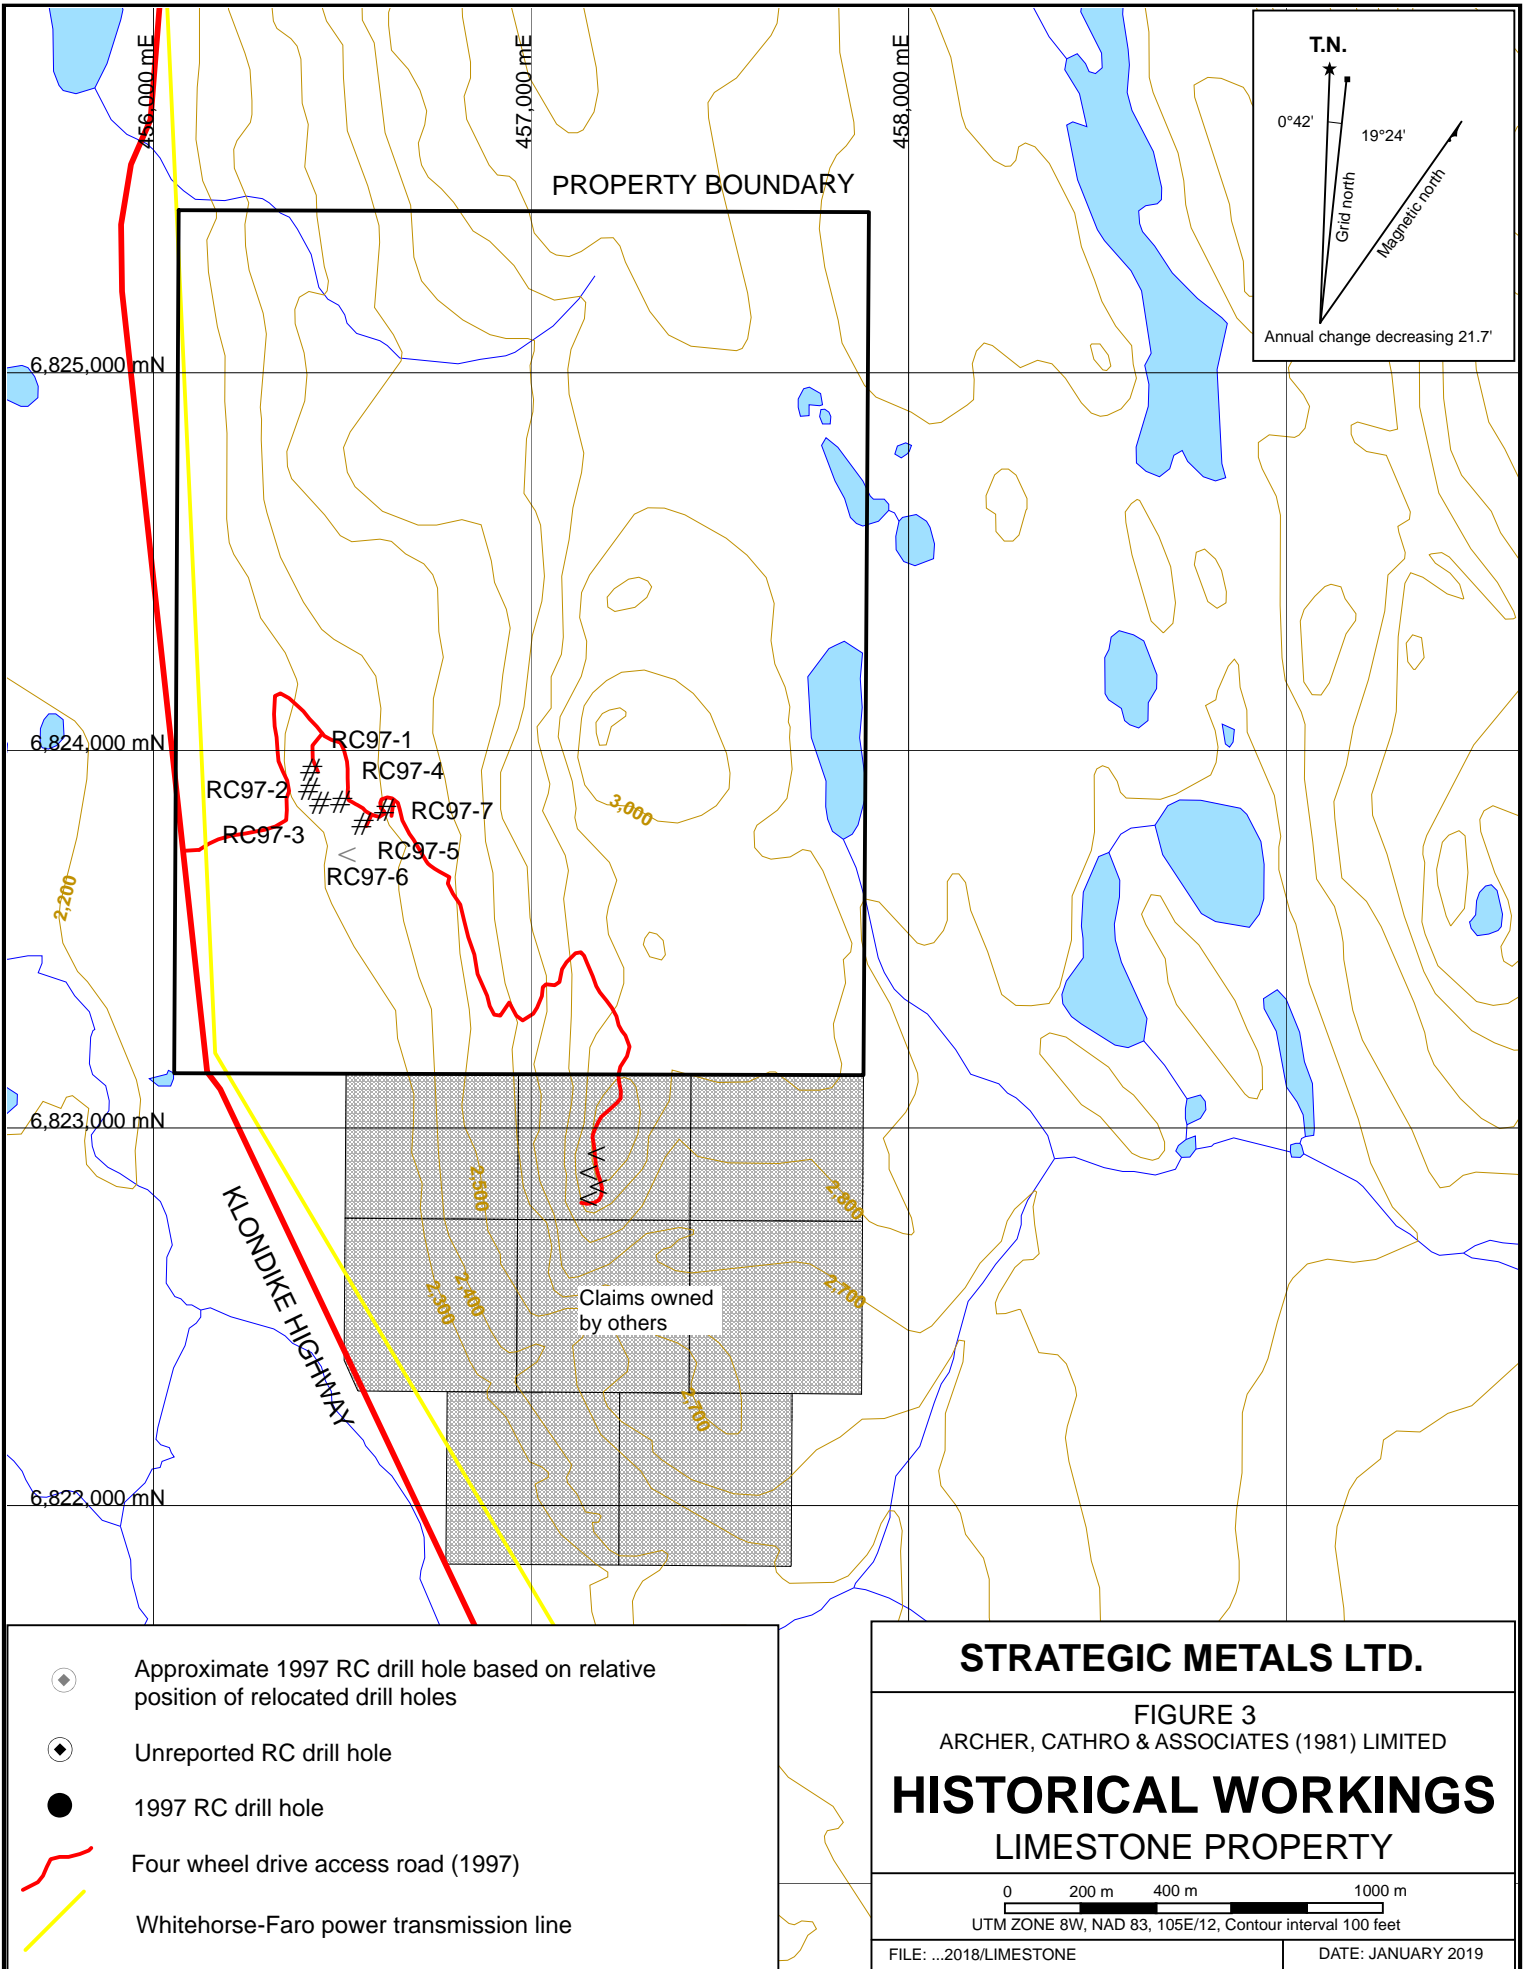 456,000 mE
457,000 mE
458,000 mE
T.N.
0°42'
19°24'
Grid north
Magnetic north
Annual change decreasing 21.7'
PROPERTY BOUNDARY
6,825,000 mN
6,824,000 mN
RC97-1
RC97-4
RC97-2
RC97-7
RC97-3
RC97-5
RC97-6
3,000
2,200
6,823,000 mN
2,500
2,800
KLONDIKE HIGHWAY
2,300
2,400
2,700
Claims owned
by others
2,700
6,822,000 mN
Approximate 1997 RC drill hole based on relative
position of relocated drill holes
Unreported RC drill hole
1997 RC drill hole
Four wheel drive access road (1997)
Whitehorse-Faro power transmission line
STRATEGIC METALS LTD.
FIGURE 3
ARCHER, CATHRO & ASSOCIATES (1981) LIMITED
HISTORICAL WORKINGS
LIMESTONE PROPERTY
0 200 m 400 m 1000 m
UTM ZONE 8W, NAD 83, 105E/12, Contour interval 100 feet
FILE: ...2018/LIMESTONE
DATE: JANUARY 2019